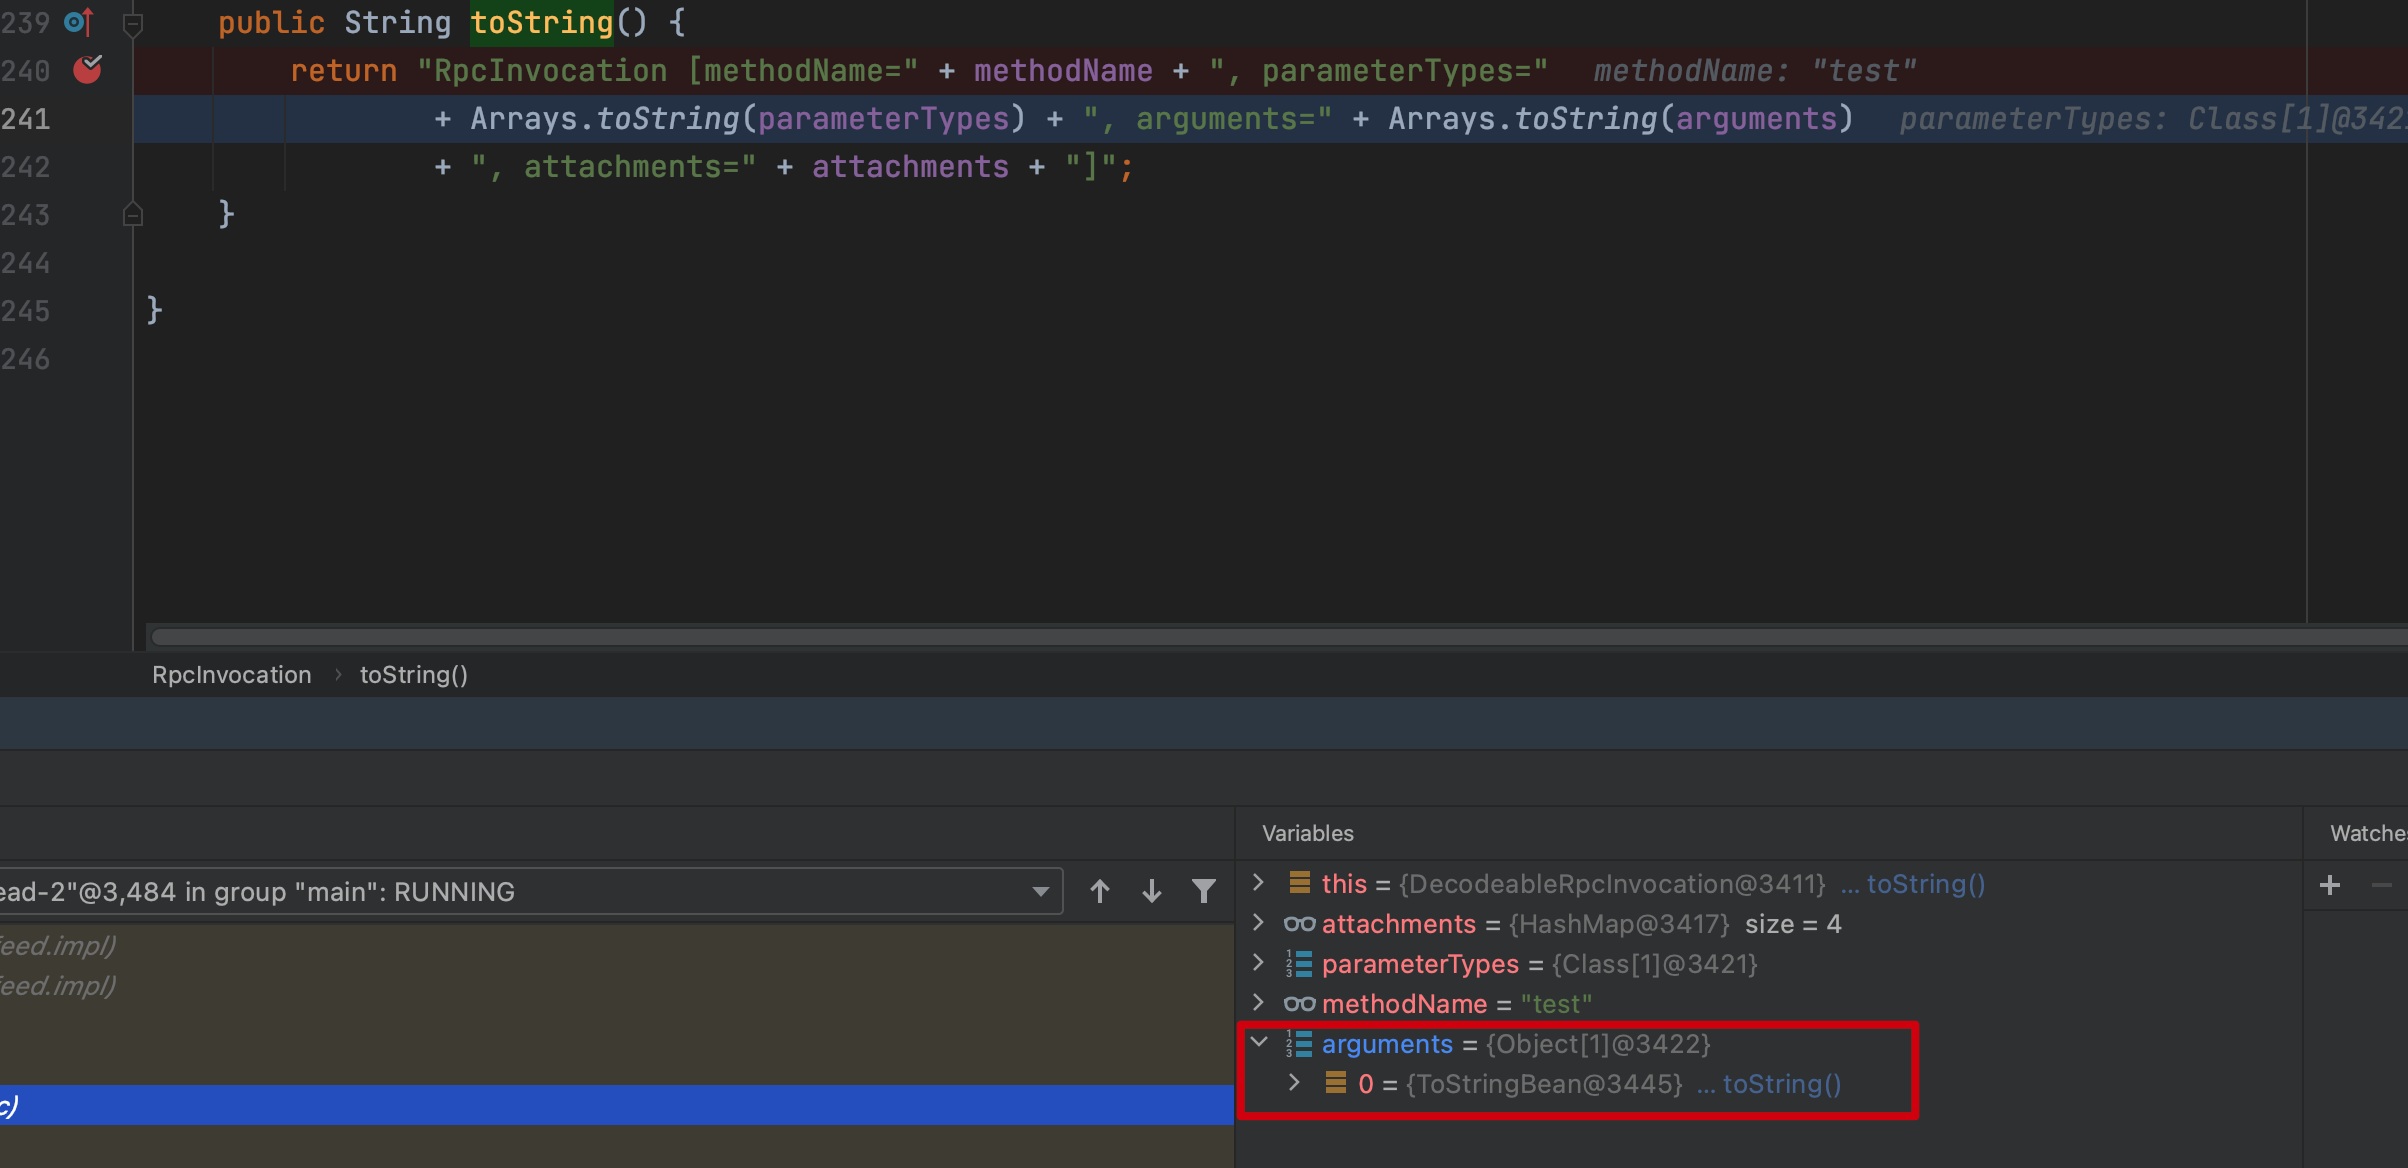 239 public String toString() {
240 return "RpcInvocation [methodName=" + methodName + ", parameterTypes=" methodName: "test"
241 + Arrays.toString(parameterTypes) + ", arguments=" + Arrays.toString(arguments) parameterTypes: Class[1]@342
242 + ", attachments=" + attachments + "]";
243 }
244
245 }
246
RpcInvocation › toString()
Variables
Watche
ead-2"@3,484 in group "main": RUNNING
feed.impl)
feed.impl)
c)
this = {DecodeableRpcInvocation@3411} ... toString()
attachments = {HashMap@3417} size = 4
parameterTypes = {Class[1]@3421}
methodName = "test"
arguments = {Object[1]@3422}
0 = {ToStringBean@3445} ... toString()